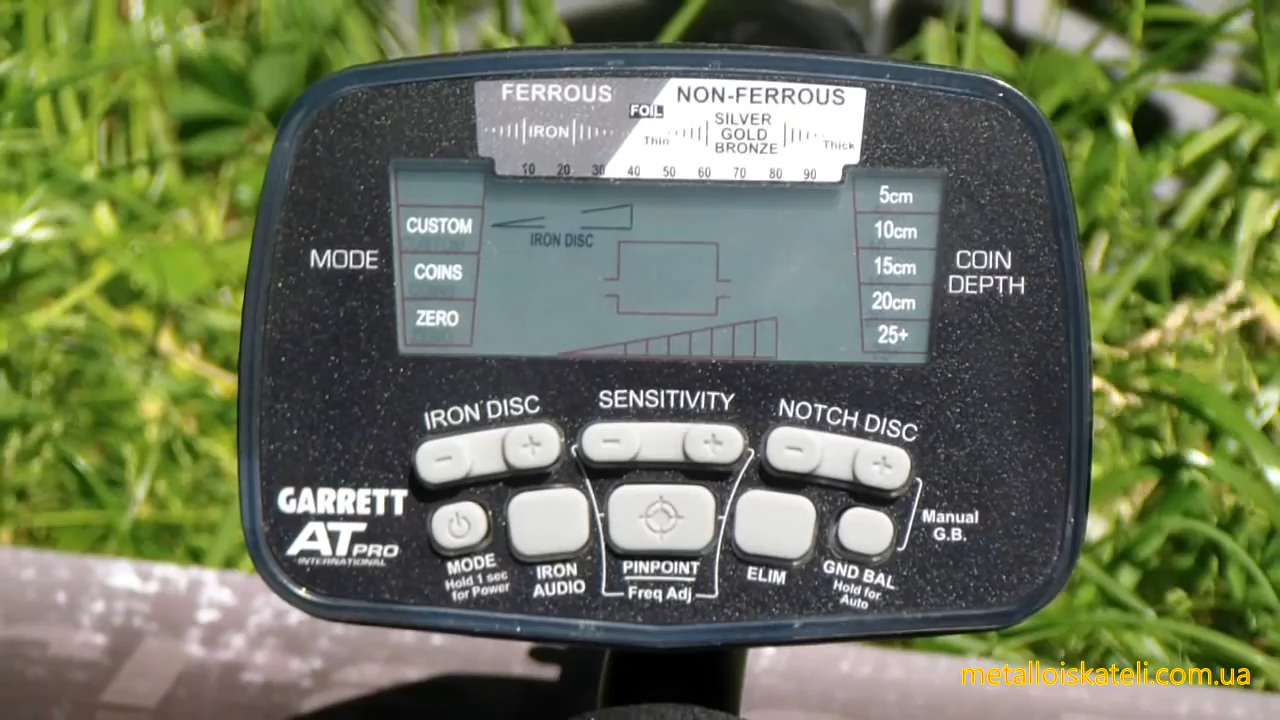 FERROUS
FOIL
NON-FERROUS
IRON
Thin
SILVER
GOLD
BRONZE
Thick
10 20 30 40 50 60 70 80 90
MODE
CUSTOM
COINS
ZERO
IRON DISC
5cm
10cm
15cm
20cm
25+
COIN
DEPTH
IRON DISC
SENSITIVITY
NOTCH DISC
− +
− +
− +
GARRETT
AT PRO
INTERNATIONAL
MODE
Hold 1 sec
for Power
IRON
AUDIO
PINPOINT
Freq Adj
ELIM
GND BAL
Hold for
Auto
Manual
G.B.
metalloiskateli.com.ua